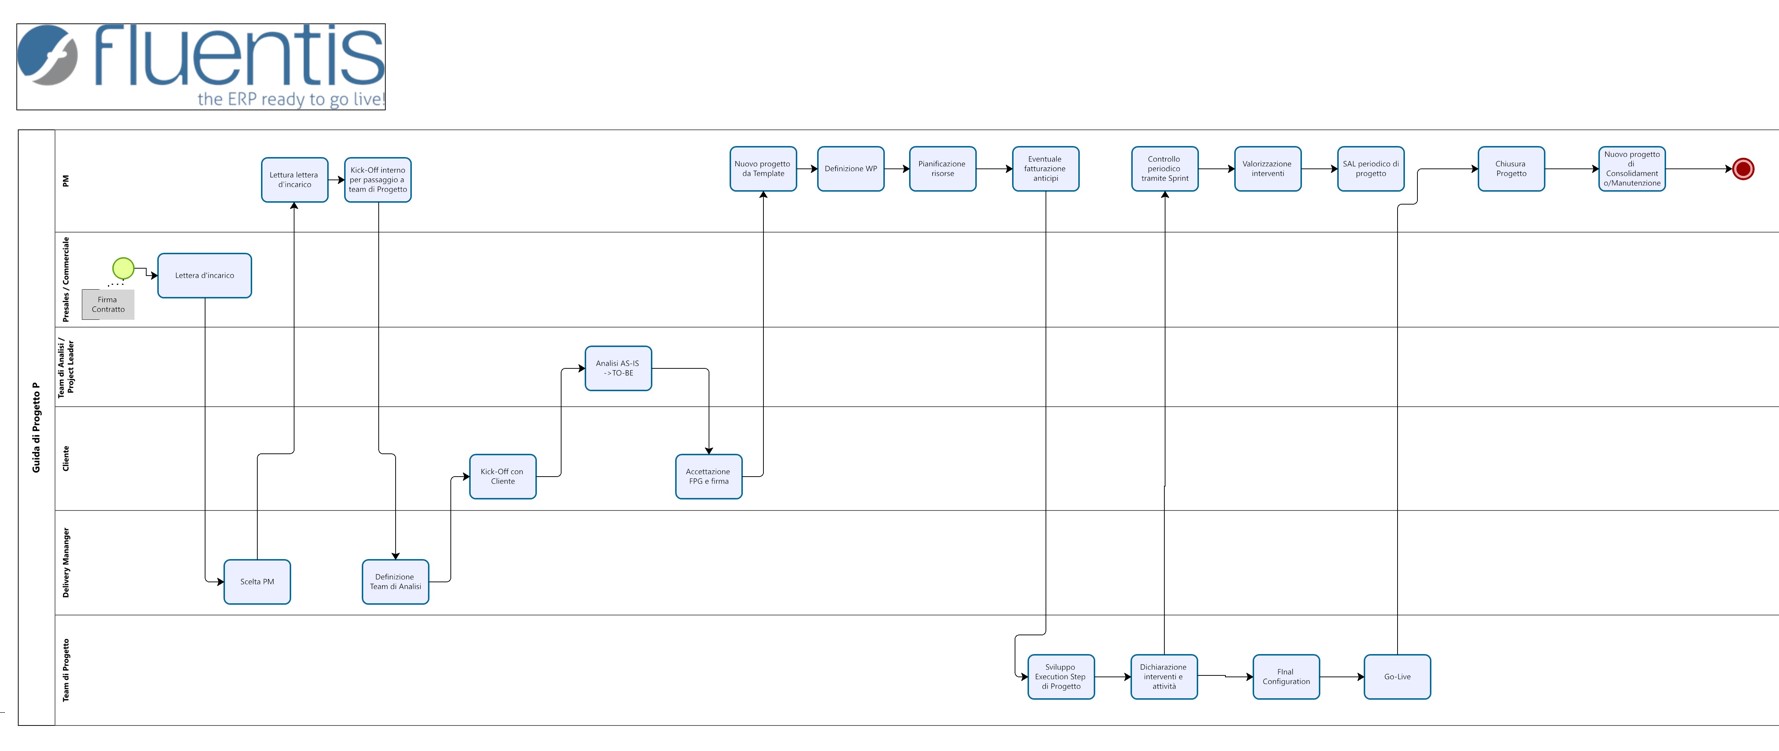 fluentis
the ERP ready to go live!
Guida di Progetto P
PM
Lettura lettera
d'incarico
Kick-Off interno
per passaggio a
team di Progetto
Nuovo progetto
da Template
Definizione WP
Pianificazione
risorse
Eventuale
fatturazione
anticipi
Controllo
periodico
tramite Sprint
Valorizzazione
interventi
SAL periodico di
progetto
Chiusura
Progetto
Nuovo progetto
di
Consolidament
o/Manutenzione
Presales / Commerciale
Firma
Contratto
Lettera d'incarico
Team di Analisi /
Project Leader
Analisi AS-IS
->TO-BE
Cliente
Kick-Off con
Cliente
Accettazione
FPG e firma
Delivery Mananger
Scelta PM
Definizione
Team di Analisi
Team di Progetto
Sviluppo
Execution Step
di Progetto
Dichiarazione
interventi e
attività
FInal
Configuration
Go-Live